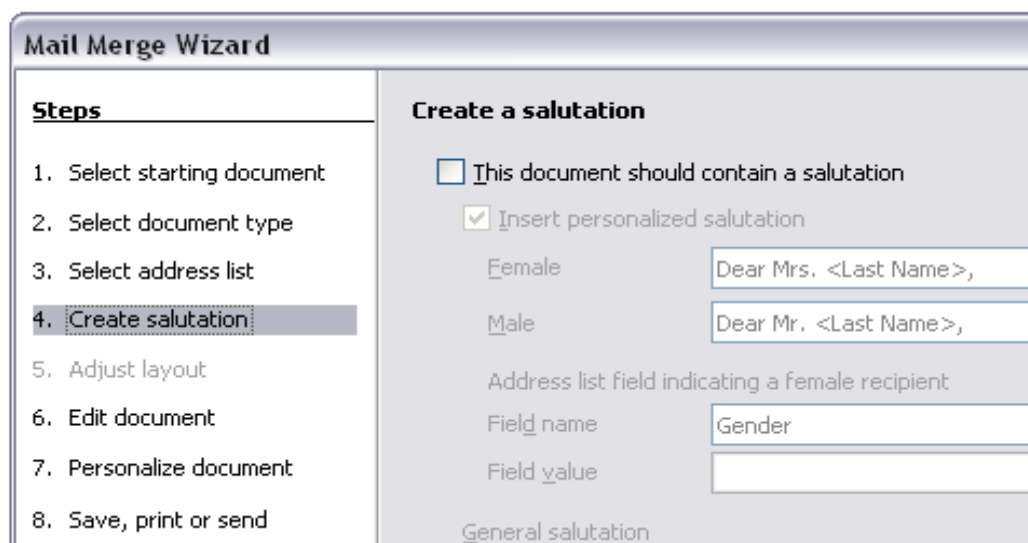 Mail Merge Wizard
Steps
1. Select starting document
2. Select document type
3. Select address list
4. Create salutation
5. Adjust layout
6. Edit document
7. Personalize document
8. Save, print or send
Create a salutation
This document should contain a salutation
Insert personalized salutation
Female Dear Mrs. <Last Name>,
Male Dear Mr. <Last Name>,
Address list field indicating a female recipient
Field name Gender
Field value
General salutation